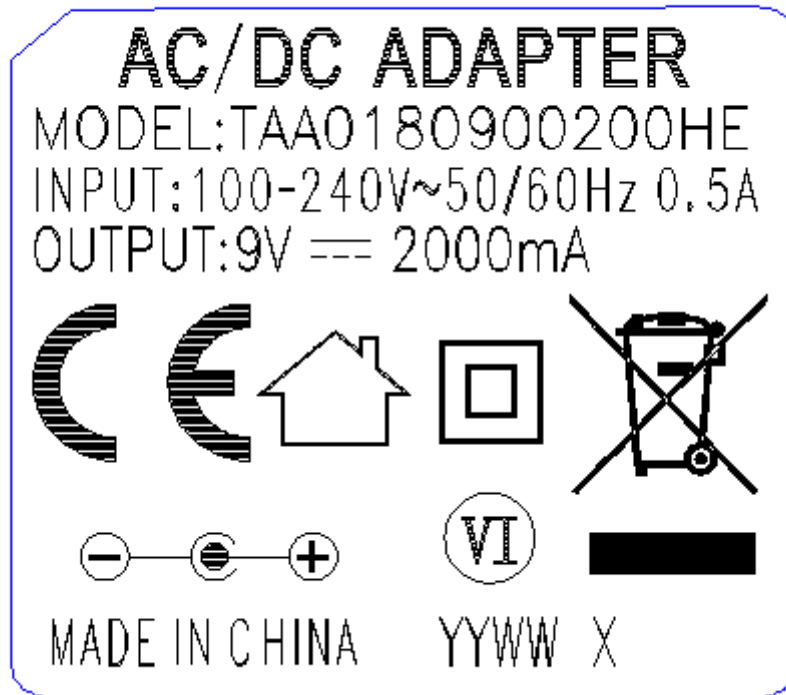 AC/DC ADAPTER
MODEL:TAA0180900200HE
INPUT:100-240V~50/60Hz 0.5A
OUTPUT:9V ⎓ 2000mA
CE
VI
MADE IN CHINA YYWW X